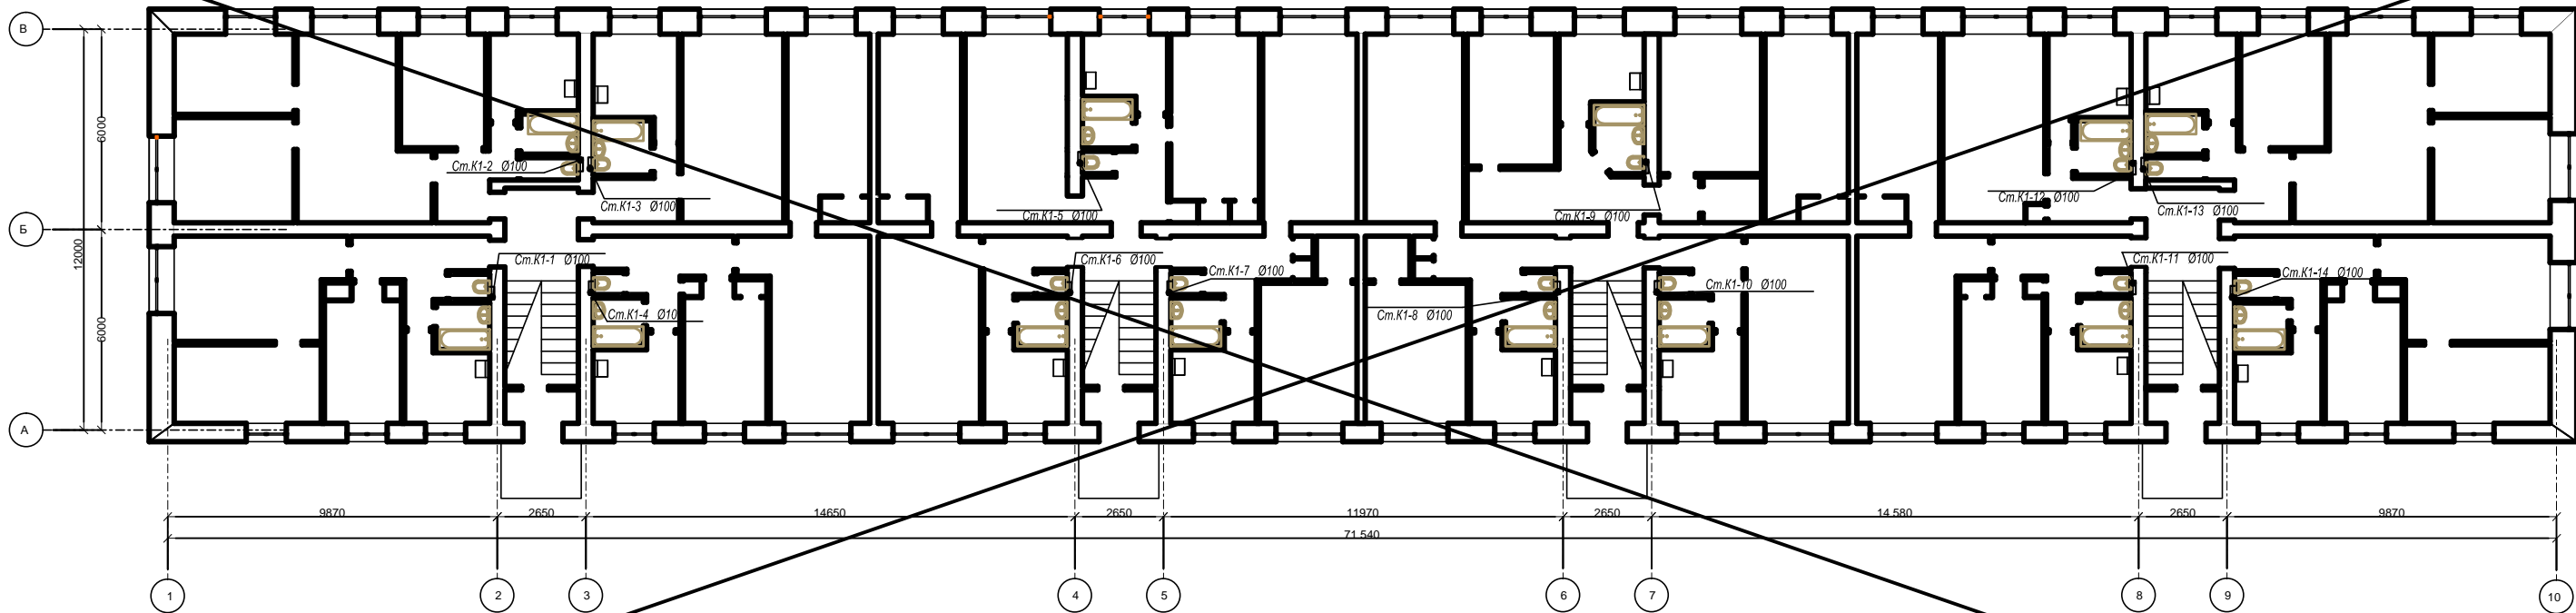 В
6000
Ст.К1-2 Ø100
Ст.К1-3 Ø100
Ст.К1-5 Ø100
Ст.К1-9 Ø100
Ст.К1-12 Ø100
Ст.К1-13 Ø100
Б
12000
Ст.К1-1 Ø100
Ст.К1-6 Ø100
Ст.К1-7 Ø100
Ст.К1-10 Ø100
Ст.К1-11 Ø100
Ст.К1-14 Ø100
6000
Ст.К1-4 Ø10
Ст.К1-8 Ø100
А
9870 2650 14650 2650 11970 2650 14 580 2650 9870
71 540
1 2 3 4 5 6 7 8 9 10